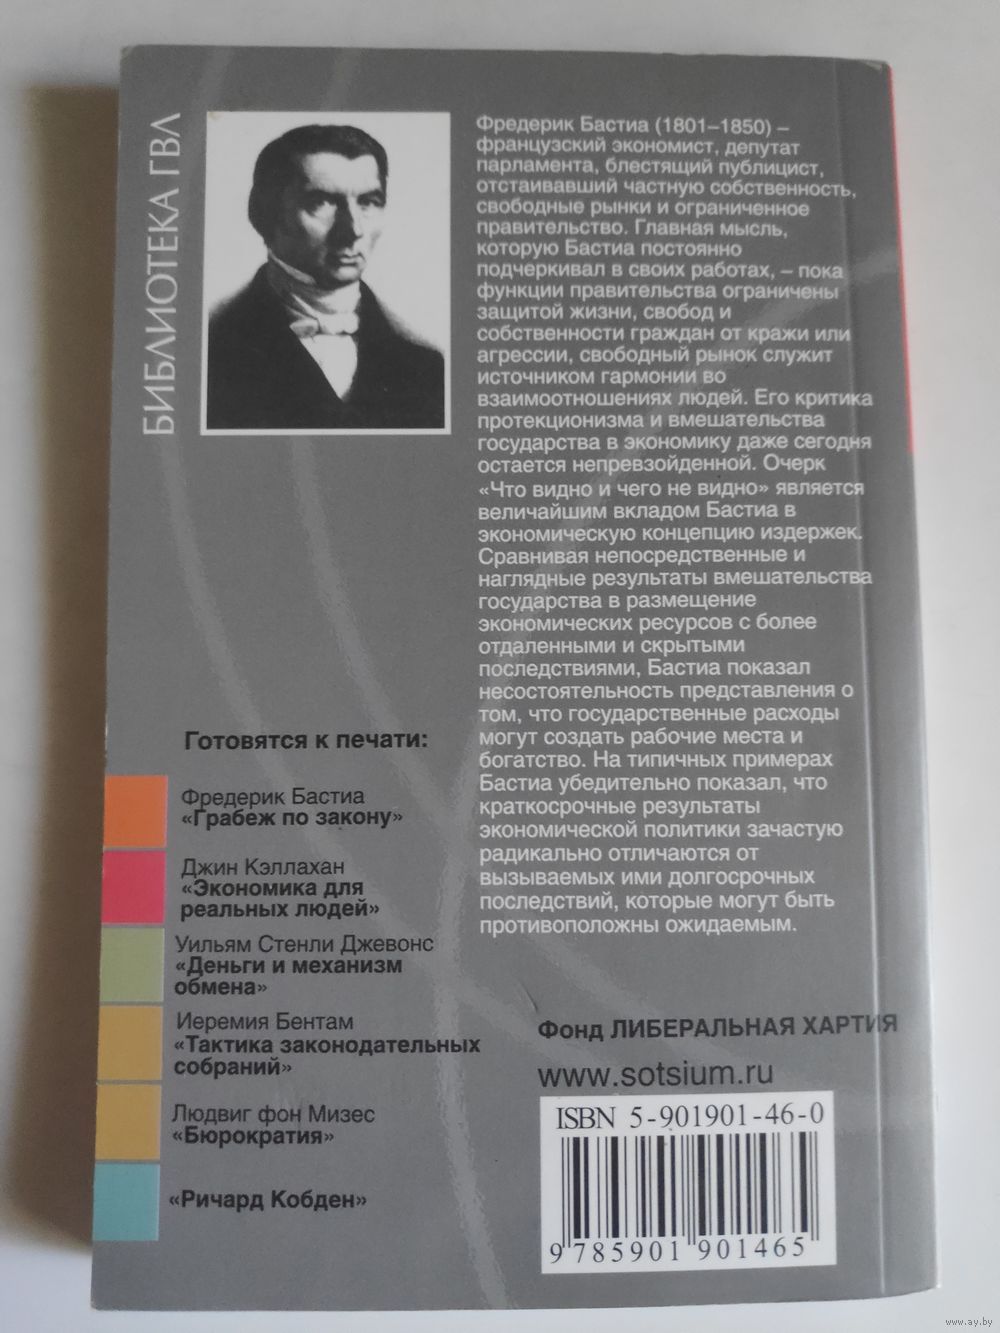 БИБЛИОТЕКА ГВЛ
Фредерик Бастиа (1801–1850) –
французский экономист, депутат
парламента, блестящий публицист,
отстаивавший частную собственность,
свободные рынки и ограниченное
правительство. Главная мысль,
которую Бастиа постоянно
подчеркивал в своих работах, – пока
функции правительства ограничены
защитой жизни, свобод и
собственности граждан от кражи или
агрессии, свободный рынок служит
источником гармонии во
взаимоотношениях людей. Его критика
протекционизма и вмешательства
государства в экономику даже сегодня
остается непревзойденной. Очерк
«Что видно и чего не видно» является
величайшим вкладом Бастиа в
экономическую концепцию издержек.
Сравнивая непосредственные и
наглядные результаты вмешательства
государства в размещение
экономических ресурсов с более
отдаленными и скрытыми
последствиями, Бастиа показал
несостоятельность представления о
том, что государственные расходы
могут создать рабочие места и
богатство. На типичных примерах
Бастиа убедительно показал, что
краткосрочные результаты
экономической политики зачастую
радикально отличаются от
вызываемых ими долгосрочных
последствий, которые могут быть
противоположны ожидаемым.
Готовятся к печати:
Фредерик Бастиа
«Грабеж по закону»
Джин Кэллахан
«Экономика для
реальных людей»
Уильям Стенли Джевонс
«Деньги и механизм
обмена»
Иеремия Бентам
«Тактика законодательных
собраний»
Людвиг фон Мизес
«Бюрократия»
«Ричард Кобден»
Фонд ЛИБЕРАЛЬНАЯ ХАРТИЯ
www.sotsium.ru
ISBN 5-901901-46-0
9 785901 901465
www.ay.by